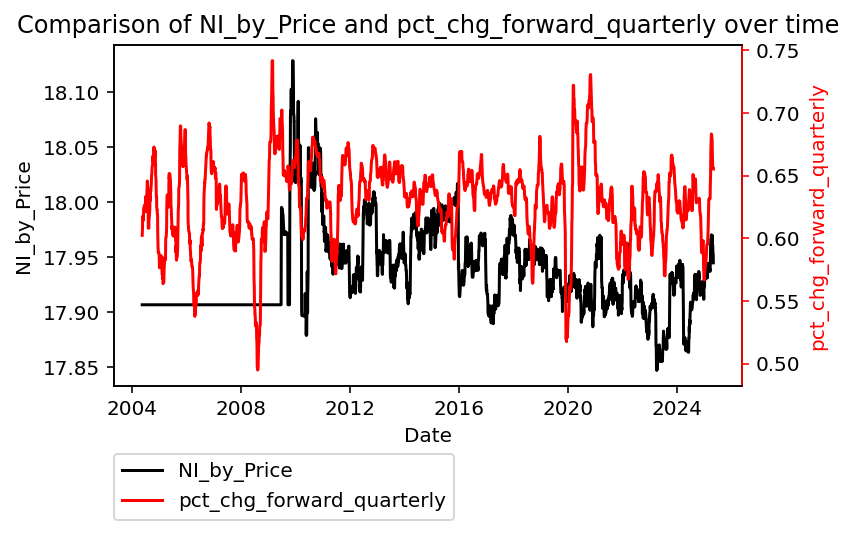 Comparison of NI_by_Price and pct_chg_forward_quarterly over time
18.10
18.05
18.00
17.95
17.90
17.85
NI_by_Price
0.75
0.70
0.65
0.60
0.55
0.50
pct_chg_forward_quarterly
2004 2008 2012 2016 2020 2024
Date
NI_by_Price
pct_chg_forward_quarterly